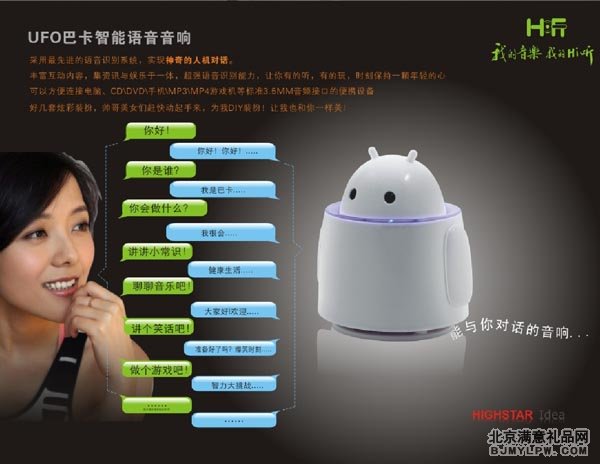 UFO巴卡智能语音音响
采用最先进的语音识别系统，实现神奇的人机对话。
丰富互动内容，集资讯与娱乐于一体，超强语音识别能力，让你有的听，有的玩，时刻保持一颗年轻的心
可以方便连接电脑、CD\DVD\手机\MP3\MP4游戏机等标准3.5MM音频接口的便携设备
好几套炫彩装扮，帅哥美女们赶快动起来，为我DIY装扮！让我也和你一样美！
HiFi
我的音樂 我的Hi听
你好！
你好！你好！.....
你是谁？
我是巴卡.....
你会做什么？
我很会.....
讲讲小常识！
健康生活.....
聊聊音乐吧！
大家好!欢迎.....
讲个笑话吧！
准备好了吗？爆笑时刻.....
做个游戏吧！
智力大挑战.....
......
......
能与你对话的音响...
HIGHSTAR Idea
北京满意礼品网
BJMYLPW.COM